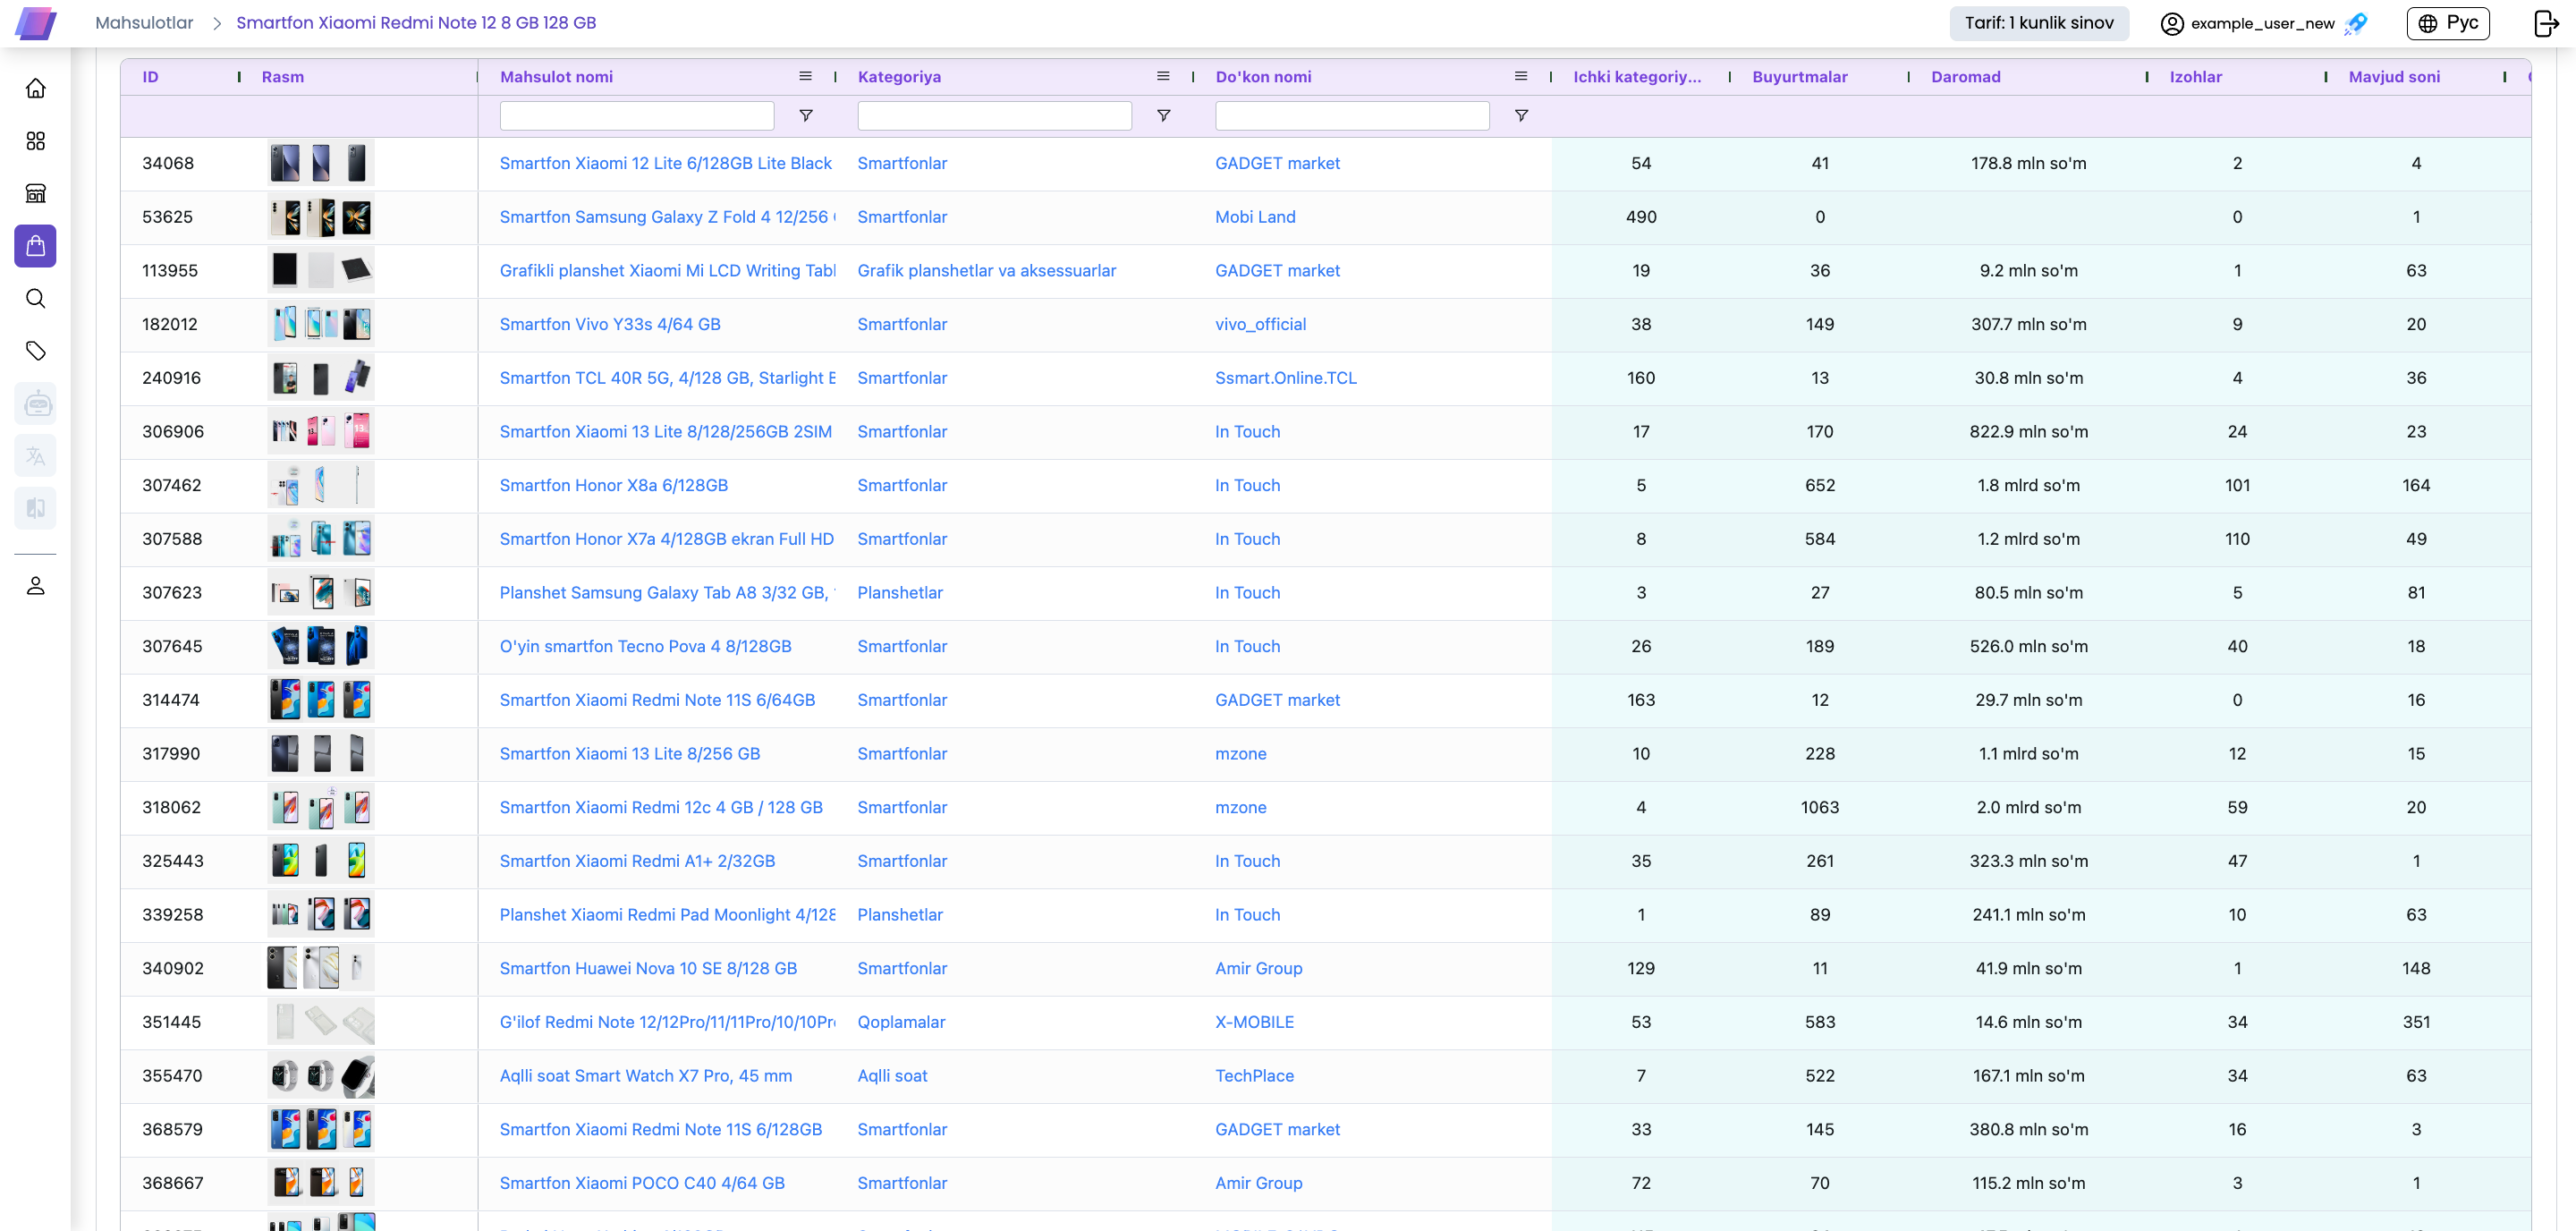 Mahsulotlar > Smartfon Xiaomi Redmi Note 12 8 GB 128 GB Tarif: 1 kunlik sinov example_user_new Рус
ID Rasm Mahsulot nomi Kategoriya Do'kon nomi Ichki kategoriy... Buyurtmalar Daromad Izohlar Mavjud soni
34068 Smartfon Xiaomi 12 Lite 6/128GB Lite Black Smartfonlar GADGET market 54 41 178.8 mln so'm 2 4
53625 Smartfon Samsung Galaxy Z Fold 4 12/256 Smartfonlar Mobi Land 490 0 0 1
113955 Grafikli planshet Xiaomi Mi LCD Writing Tabl Grafik planshetlar va aksessuarlar GADGET market 19 36 9.2 mln so'm 1 63
182012 Smartfon Vivo Y33s 4/64 GB Smartfonlar vivo_official 38 149 307.7 mln so'm 9 20
240916 Smartfon TCL 40R 5G, 4/128 GB, Starlight Smartfonlar Ssmart.Online.TCL 160 13 30.8 mln so'm 4 36
306906 Smartfon Xiaomi 13 Lite 8/128/256GB 2SIM Smartfonlar In Touch 17 170 822.9 mln so'm 24 23
307462 Smartfon Honor X8a 6/128GB Smartfonlar In Touch 5 652 1.8 mlrd so'm 101 164
307588 Smartfon Honor X7a 4/128GB ekran Full HD Smartfonlar In Touch 8 584 1.2 mlrd so'm 110 49
307623 Planshet Samsung Galaxy Tab A8 3/32 GB, Planshetlar In Touch 3 27 80.5 mln so'm 5 81
307645 O'yin smartfon Tecno Pova 4 8/128GB Smartfonlar In Touch 26 189 526.0 mln so'm 40 18
314474 Smartfon Xiaomi Redmi Note 11S 6/64GB Smartfonlar GADGET market 163 12 29.7 mln so'm 0 16
317990 Smartfon Xiaomi 13 Lite 8/256 GB Smartfonlar mzone 10 228 1.1 mlrd so'm 12 15
318062 Smartfon Xiaomi Redmi 12c 4 GB / 128 GB Smartfonlar mzone 4 1063 2.0 mlrd so'm 59 20
325443 Smartfon Xiaomi Redmi A1+ 2/32GB Smartfonlar In Touch 35 261 323.3 mln so'm 47 1
339258 Planshet Xiaomi Redmi Pad Moonlight 4/128 Planshetlar In Touch 1 89 241.1 mln so'm 10 63
340902 Smartfon Huawei Nova 10 SE 8/128 GB Smartfonlar Amir Group 129 11 41.9 mln so'm 1 148
351445 G'ilof Redmi Note 12/12Pro/11/11Pro/10/10Pr Qoplamalar X-MOBILE 53 583 14.6 mln so'm 34 351
355470 Aqlli soat Smart Watch X7 Pro, 45 mm Aqlli soat TechPlace 7 522 167.1 mln so'm 34 63
368579 Smartfon Xiaomi Redmi Note 11S 6/128GB Smartfonlar GADGET market 33 145 380.8 mln so'm 16 3
368667 Smartfon Xiaomi POCO C40 4/64 GB Smartfonlar Amir Group 72 70 115.2 mln so'm 3 1